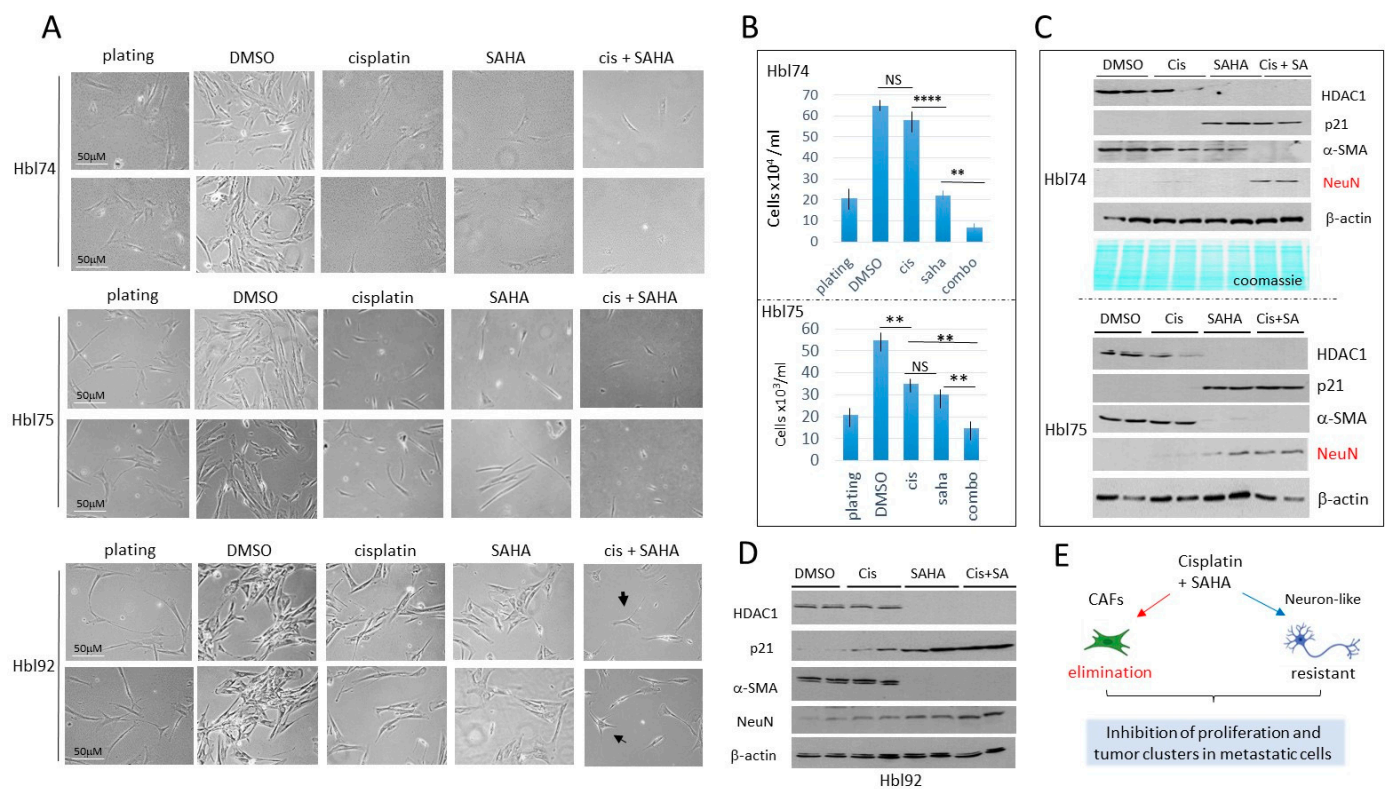 A
plating DMSO cisplatin SAHA cis + SAHA
Hbl74
50μM
50μM
plating DMSO cisplatin SAHA cis + SAHA
Hbl75
50μM
50μM
plating DMSO cisplatin SAHA cis + SAHA
Hbl92
50μM
50μM
B
Hbl74
NS
****
**
Cells x10⁴ /ml
70
60
50
40
30
20
10
0
plating DMSO cis saha combo
Hbl75
**
**
NS
**
Cells x10³/ml
60
50
40
30
20
10
0
plating DMSO cis saha combo
C
DMSO Cis SAHA Cis + SA
Hbl74
HDAC1
p21
α-SMA
NeuN
β-actin
coomassie
DMSO Cis SAHA Cis+SA
Hbl75
HDAC1
p21
α-SMA
NeuN
β-actin
D
DMSO Cis SAHA Cis+SA
HDAC1
p21
α-SMA
NeuN
β-actin
Hbl92
E
Cisplatin
+ SAHA
CAFs Neuron-like
elimination resistant
Inhibition of proliferation and
tumor clusters in metastatic cells